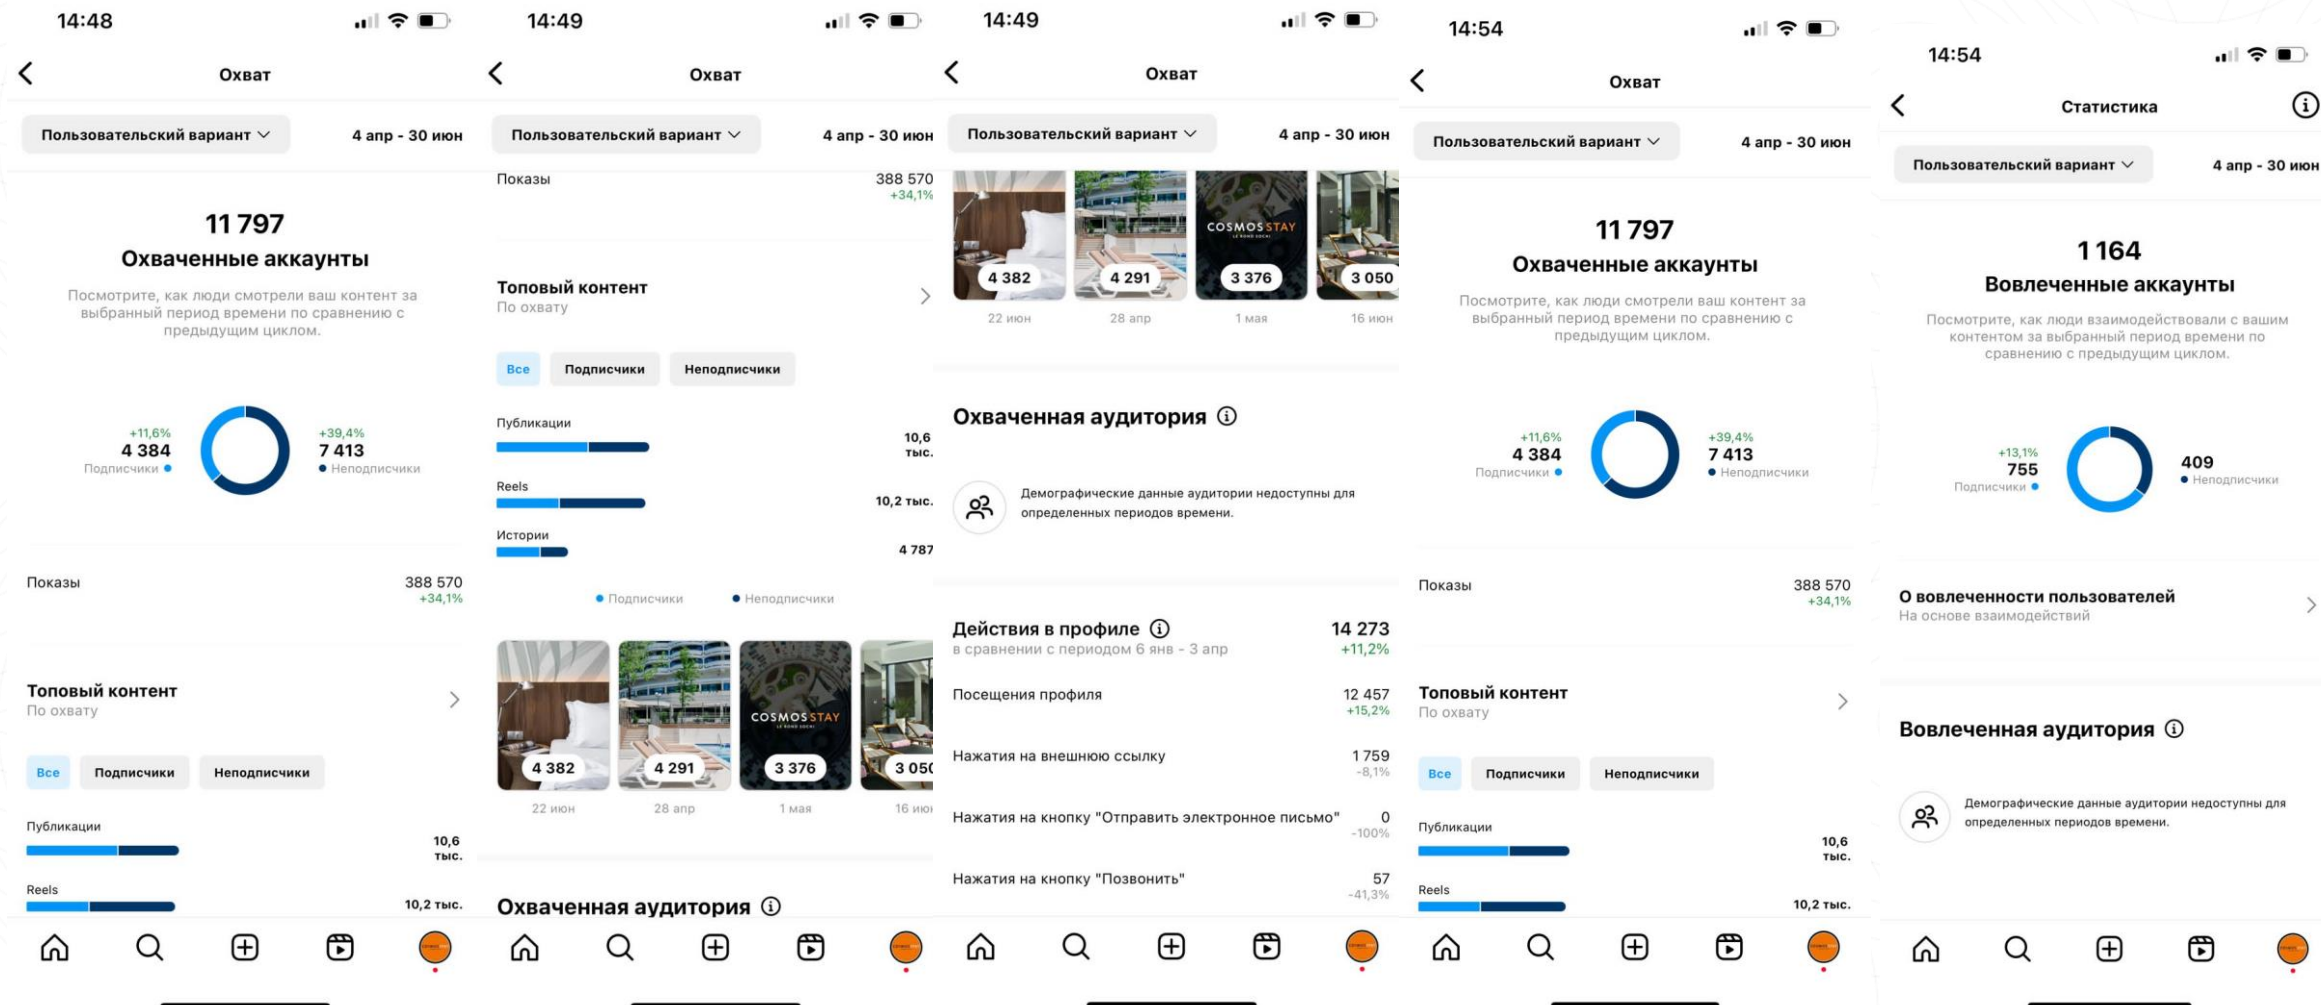 14:48
Охват
Пользовательский вариант
4 апр - 30 июн
11 797
Охваченные аккаунты
Посмотрите, как люди смотрели ваш контент за
выбранный период времени по сравнению с
предыдущим циклом.
+11,6%
4 384
Подписчики
+39,4%
7 413
Неподписчики
Показы
388 570
+34,1%
Топовый контент
По охвату
Все
Подписчики
Неподписчики
Публикации
10,6
тыс.
Reels
10,2 тыс.
14:49
Охват
Пользовательский вариант
4 апр - 30 июн
Показы
388 570
+34,1%
Топовый контент
По охвату
Все
Подписчики
Неподписчики
Публикации
10,6
тыс.
Reels
10,2 тыс.
Истории
4 787
Подписчики
Неподписчики
COSMOS STAY
LE ROND SOCHI
4 382
4 291
3 376
3 050
22 июн
28 апр
1 мая
16 июн
Охваченная аудитория
14:49
Охват
Пользовательский вариант
4 апр - 30 июн
COSMOS STAY
LE ROND SOCHI
4 382
4 291
3 376
3 050
22 июн
28 апр
1 мая
16 июн
Охваченная аудитория
Демографические данные аудитории недоступны для
определенных периодов времени.
Действия в профиле
14 273
в сравнении с периодом 6 янв - 3 апр
+11,2%
Посещения профиля
12 457
+15,2%
Нажатия на внешнюю ссылку
1 759
-8,1%
Нажатия на кнопку "Отправить электронное письмо"
0
-100%
Нажатия на кнопку "Позвонить"
57
-41,3%
14:54
Охват
Пользовательский вариант
4 апр - 30 июн
11 797
Охваченные аккаунты
Посмотрите, как люди смотрели ваш контент за
выбранный период времени по сравнению с
предыдущим циклом.
+11,6%
4 384
Подписчики
+39,4%
7 413
Неподписчики
Показы
388 570
+34,1%
Топовый контент
По охвату
Все
Подписчики
Неподписчики
Публикации
10,6
тыс.
Reels
10,2 тыс.
14:54
Статистика
Пользовательский вариант
4 апр - 30 июн
1 164
Вовлеченные аккаунты
Посмотрите, как люди взаимодействовали с вашим
контентом за выбранный период времени по
сравнению с предыдущим циклом.
+13,1%
755
Подписчики
409
Неподписчики
О вовлеченности пользователей
На основе взаимодействий
Вовлеченная аудитория
Демографические данные аудитории недоступны для
определенных периодов времени.